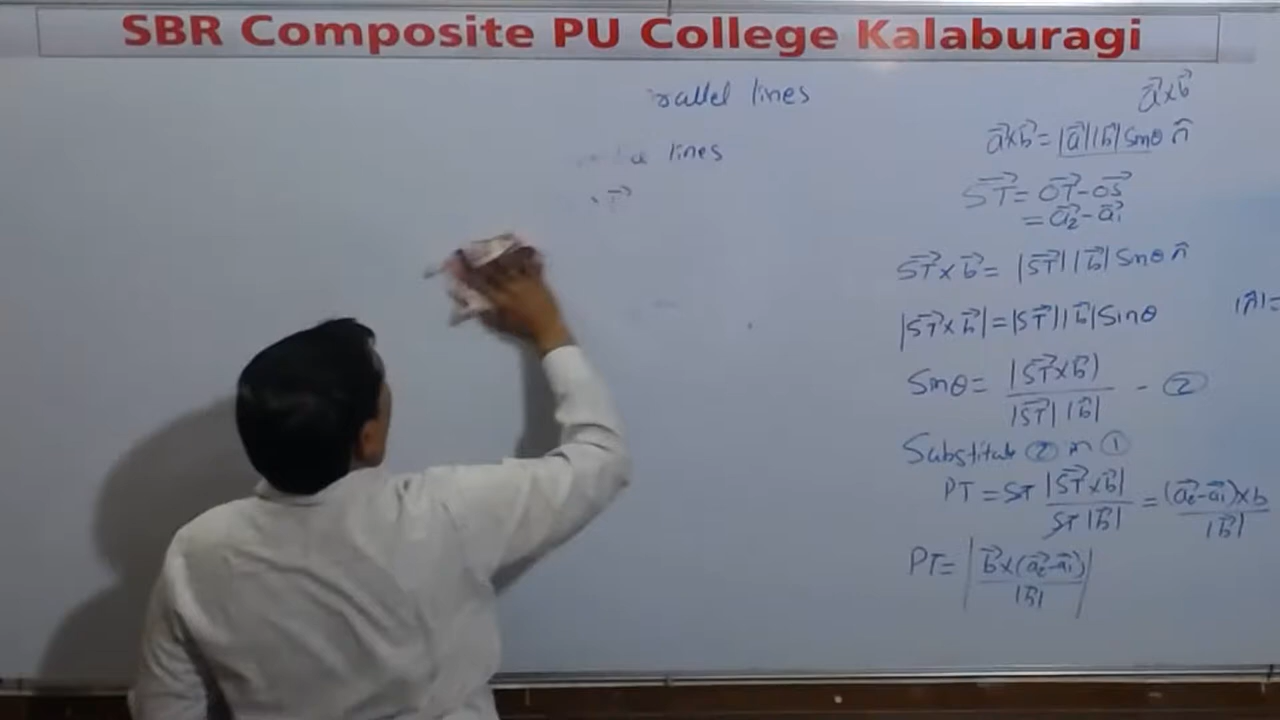 SBR Composite PU College Kalaburagi
lines
lines
a⃗×b⃗
a⃗×b⃗ = |a⃗||b⃗| Sinθ n̂
ST⃗ = OT⃗ - OS⃗
= a⃗₂ - a⃗₁
ST⃗×b⃗ = |ST⃗||b⃗| Sinθ n̂
|ST⃗×b⃗| = |ST⃗||b⃗| Sinθ
|n̂|=
Sinθ = |ST⃗×b⃗| / |ST⃗||b⃗| - ②
Substitute ② in ①
PT = ST |ST⃗×b⃗| / ST |b⃗| = (a⃗₂-a⃗₁)×b / |b⃗|
PT = | b⃗×(a⃗₂-a⃗₁) / |b⃗| |